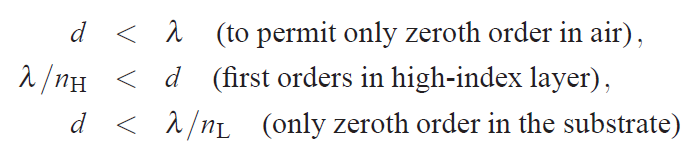 d < λ (to permit only zeroth order in air),
λ/nH < d (first orders in high-index layer),
d < λ/nL (only zeroth order in the substrate)